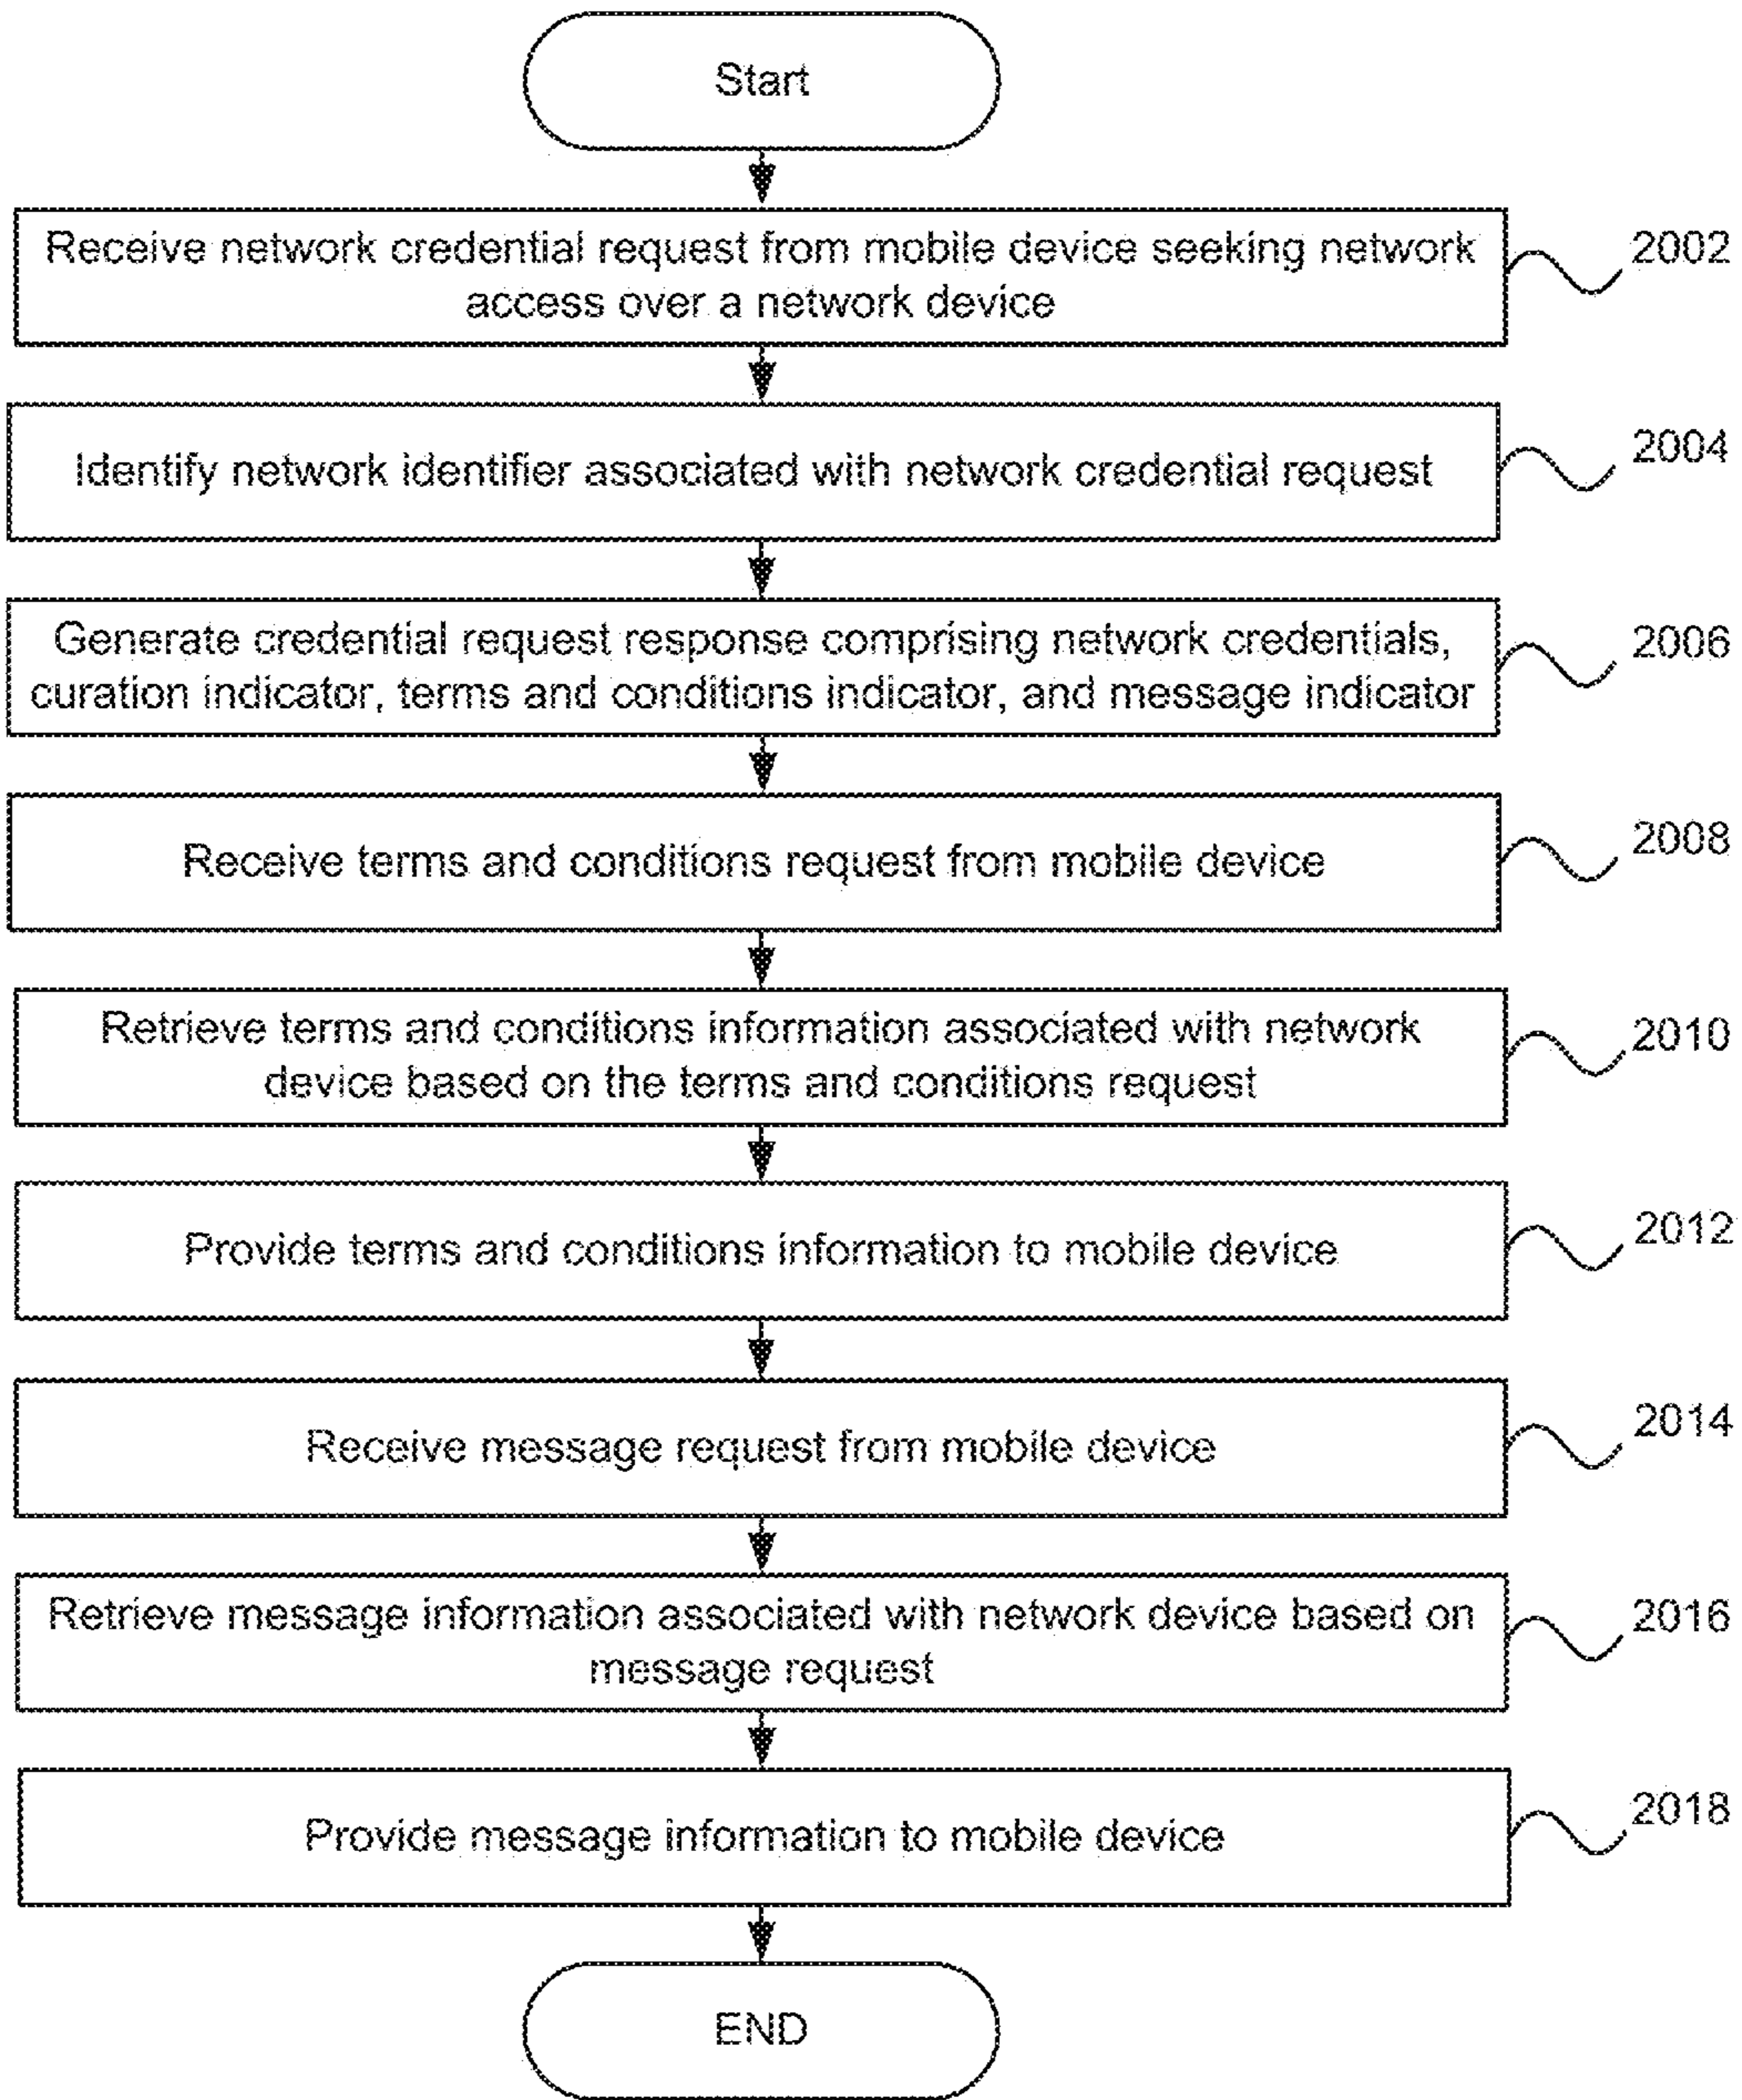 Start
Receive network credential request from mobile device seeking network
access over a network device
2002
Identify network identifier associated with network credential request
2004
Generate credential request response comprising network credentials,
curation indicator, terms and conditions indicator, and message indicator
2006
Receive terms and conditions request from mobile device
2008
Retrieve terms and conditions information associated with network
device based on the terms and conditions request
2010
Provide terms and conditions information to mobile device
2012
Receive message request from mobile device
2014
Retrieve message information associated with network device based on
message request
2016
Provide message information to mobile device
2018
END